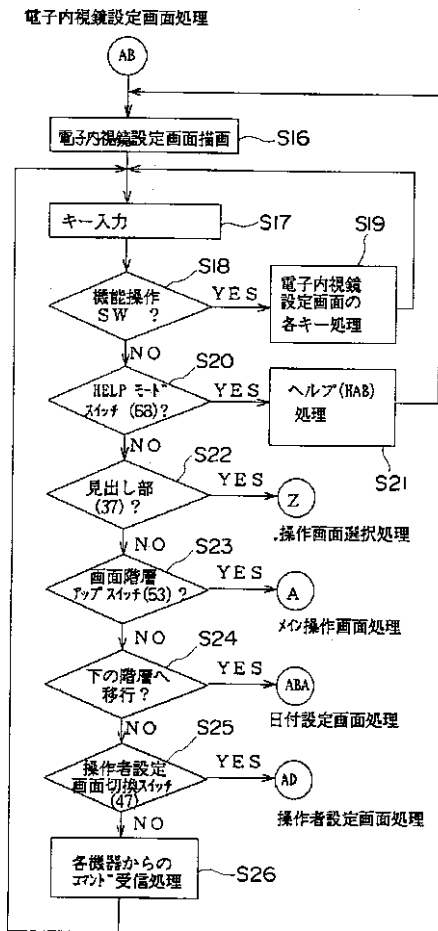 電子内視鏡設定画面処理
AB
電子内視鏡設定画面描画
S16
キー入力
S17
S18
機能操作
SW ?
YES
S19
電子内視鏡
設定画面の
各キー処理
NO
S20
HELP モード
スイッチ (68)?
YES
ヘルプ(HAB)
処理
S21
NO
S22
見出し部
(37) ?
YES
Z
操作画面選択処理
NO
S23
画面階層
アップスイッチ(53) ?
YES
A
メイン操作画面処理
NO
S24
下の階層へ
移行?
YES
ABA
日付設定画面処理
NO
S25
操作者設定
画面切換スイッチ
(47)
YES
AD
操作者設定画面処理
NO
各機器からの
コマンド受信処理
S26